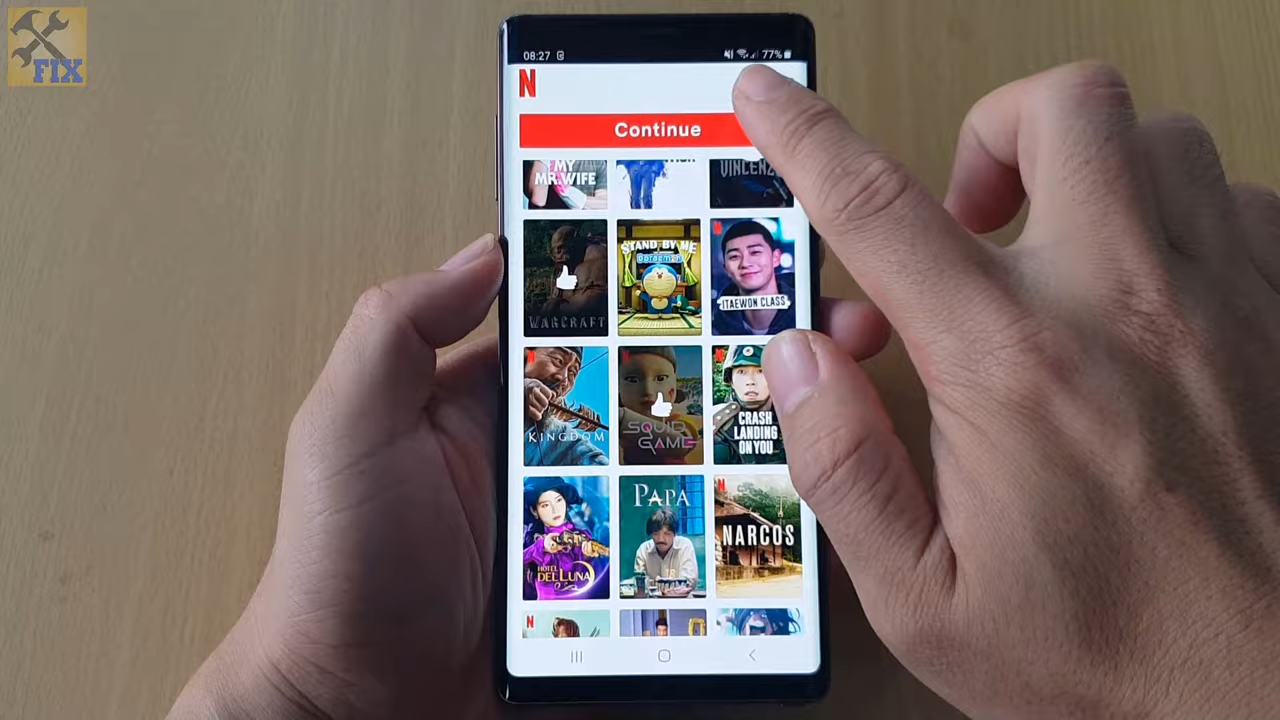 FIX
08:27
77%
N
Continue
MY
MR.WIFE
VINCENZ
WARCRAFT
STAND BY ME
Doraemon
ITAEWON CLASS
KINGDOM
SQUID
GAME
CRASH
LANDING
ON YOU
HOTEL
DEL LUNA
PAPA
NARCOS
N